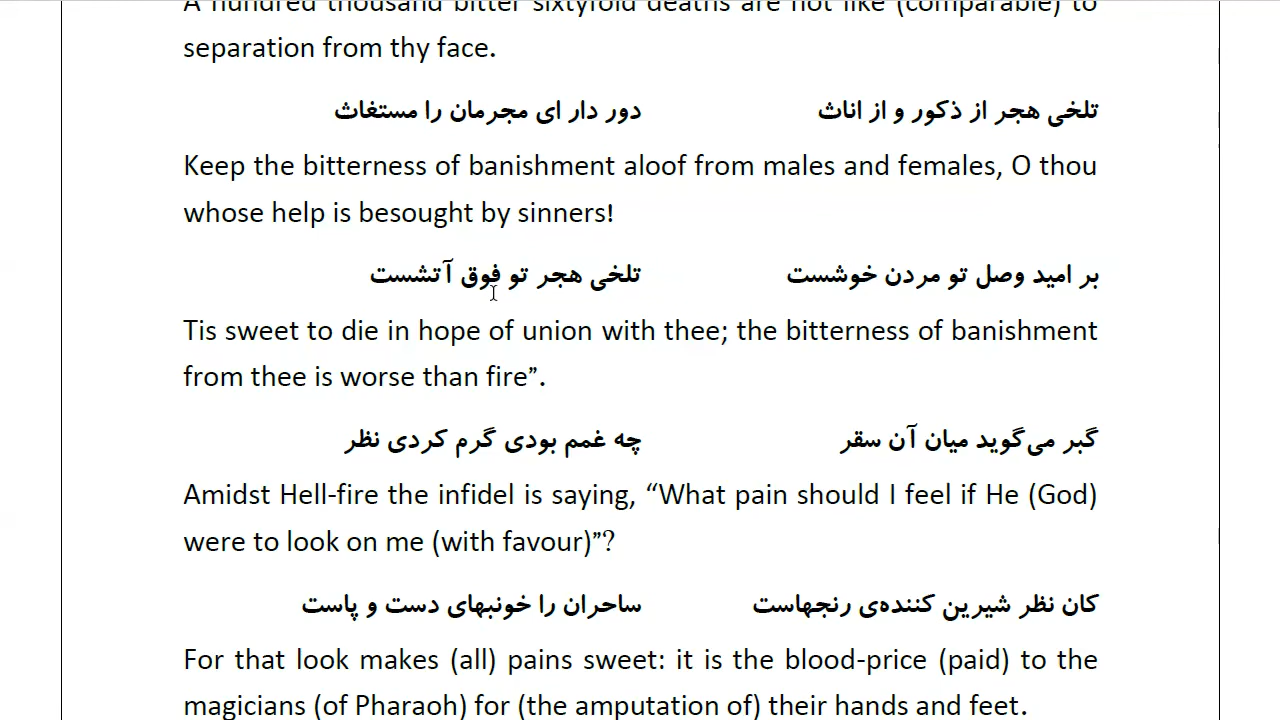 A hundred thousand bitter sixtyfold deaths are not like (comparable) to
separation from thy face.
تلخی هجر از ذکور و از اناث دور دار ای مجرمان را مستغاث
Keep the bitterness of banishment aloof from males and females, O thou
whose help is besought by sinners!
بر امید وصل تو مردن خوشست تلخی هجر تو فوق آتشست
Tis sweet to die in hope of union with thee; the bitterness of banishment
from thee is worse than fire”.
گبر می‌گوید میان آن سقر چه غمم بودی گرم کردی نظر
Amidst Hell-fire the infidel is saying, “What pain should I feel if He (God)
were to look on me (with favour)”?
کان نظر شیرین کننده‌ی رنجهاست ساحران را خونبهای دست و پاست
For that look makes (all) pains sweet: it is the blood-price (paid) to the
magicians (of Pharaoh) for (the amputation of) their hands and feet.